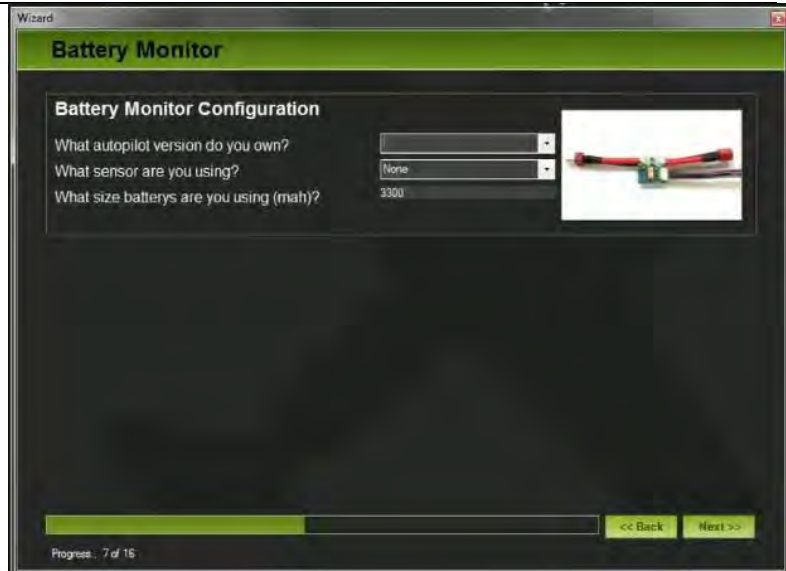 Wizard
Battery Monitor
Battery Monitor Configuration
What autopilot version do you own?
What sensor are you using? None
What size batterys are you using (mah)? 3300
<< Back Next >>
Progress.. 7 of 16